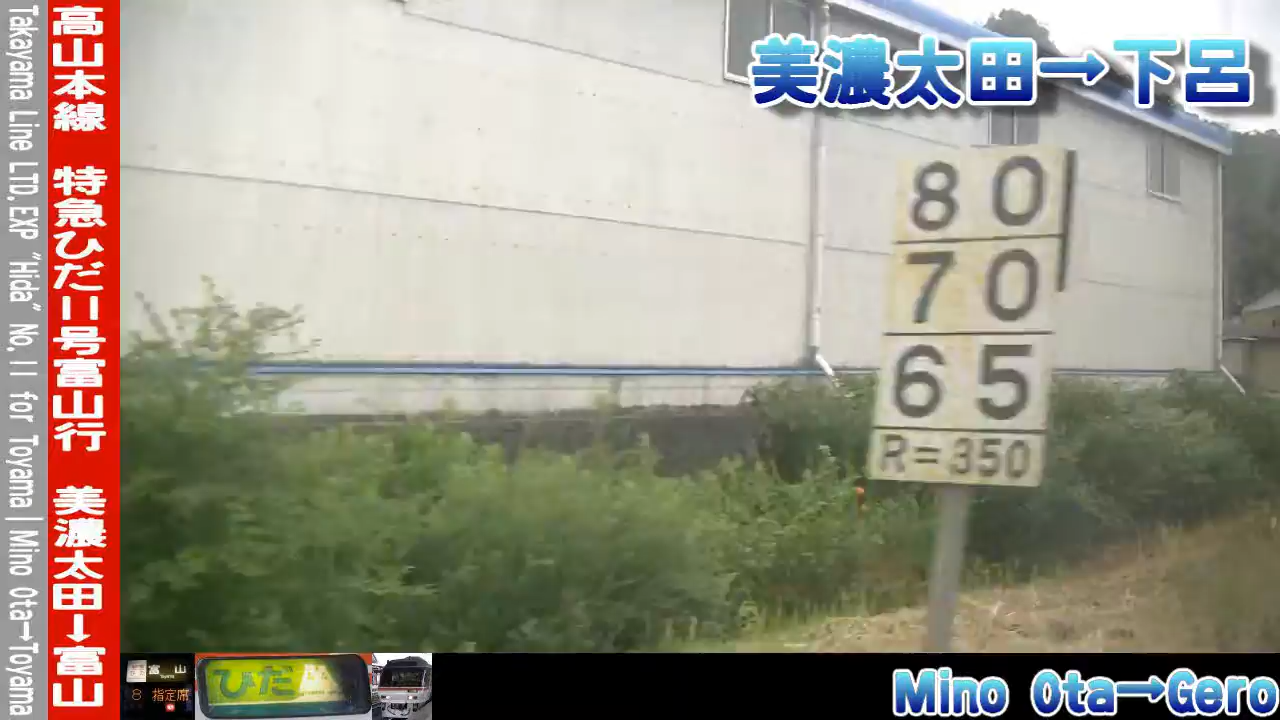 高山本線 特急ひだ11号富山行 美濃太田→富山
Takayama Line LTD.EXP "Hida" No.11 for Toyama|Mino Ota→Toyama
美濃太田→下呂
80
70
65
R=350
富山
8 指定席
ひだ
Mino Ota→Gero